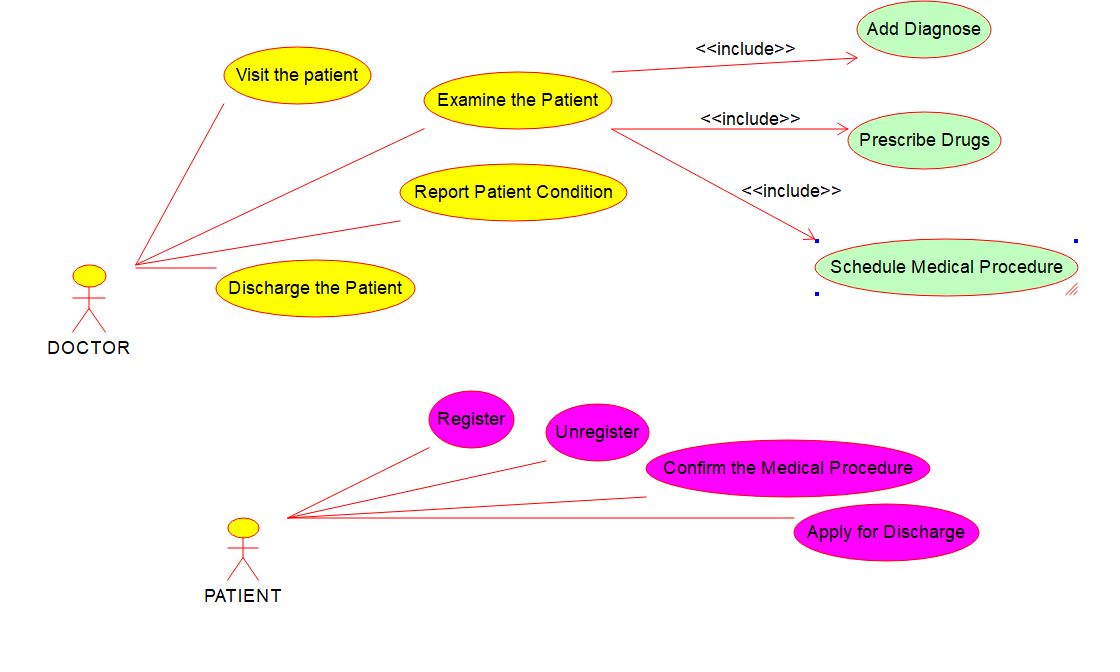 Add Diagnose
<<include>>
Visit the patient
Examine the Patient
<<include>>
Prescribe Drugs
Report Patient Condition
<<include>>
Schedule Medical Procedure
Discharge the Patient
DOCTOR
Register
Unregister
Confirm the Medical Procedure
Apply for Discharge
PATIENT